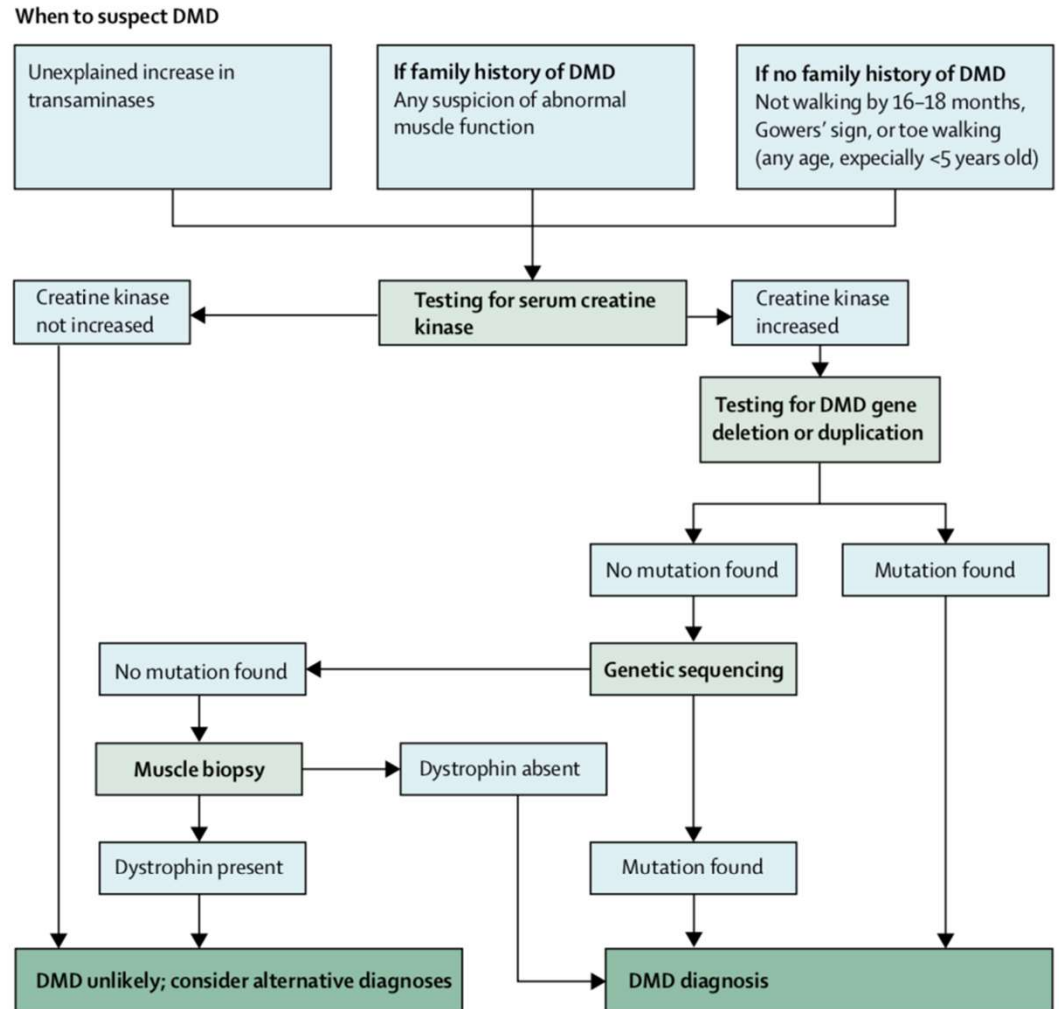 When to suspect DMD
Unexplained increase in
transaminases
If family history of DMD
Any suspicion of abnormal
muscle function
If no family history of DMD
Not walking by 16–18 months,
Gowers’ sign, or toe walking
(any age, expecially <5 years old)
Creatine kinase
not increased
Testing for serum creatine
kinase
Creatine kinase
increased
Testing for DMD gene
deletion or duplication
No mutation found
Mutation found
No mutation found
Genetic sequencing
Muscle biopsy
Dystrophin absent
Dystrophin present
Mutation found
DMD unlikely; consider alternative diagnoses
DMD diagnosis